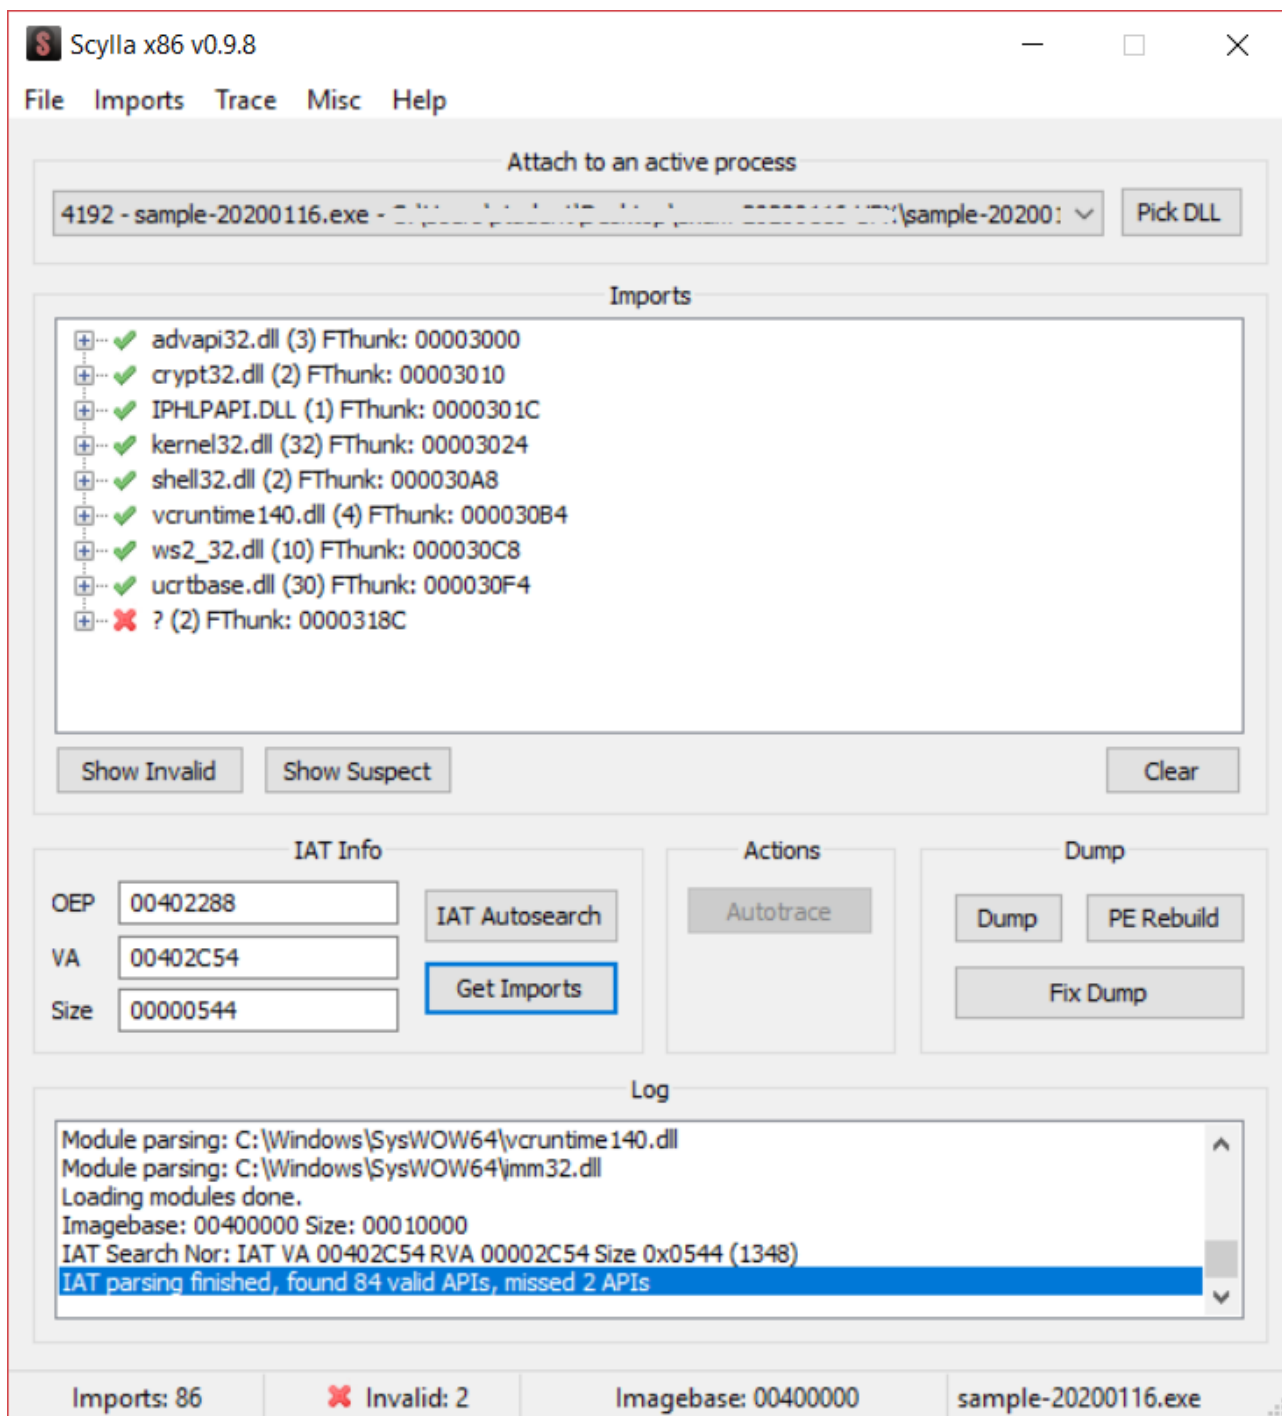 Scylla x86 v0.9.8
File Imports Trace Misc Help
Attach to an active process
4192 - sample-20200116.exe - \sample-202001
Pick DLL
Imports
advapi32.dll (3) FThunk: 00003000
crypt32.dll (2) FThunk: 00003010
IPHLPAPI.DLL (1) FThunk: 0000301C
kernel32.dll (32) FThunk: 00003024
shell32.dll (2) FThunk: 000030A8
vcruntime140.dll (4) FThunk: 000030B4
ws2_32.dll (10) FThunk: 000030C8
ucrtbase.dll (30) FThunk: 000030F4
? (2) FThunk: 0000318C
Show Invalid Show Suspect Clear
IAT Info
OEP 00402288
VA 00402C54
Size 00000544
IAT Autosearch
Get Imports
Actions
Autotrace
Dump
Dump PE Rebuild
Fix Dump
Log
Module parsing: C:\Windows\SysWOW64\vcruntime140.dll
Module parsing: C:\Windows\SysWOW64\imm32.dll
Loading modules done.
Imagebase: 00400000 Size: 00010000
IAT Search Nor: IAT VA 00402C54 RVA 00002C54 Size 0x0544 (1348)
IAT parsing finished, found 84 valid APIs, missed 2 APIs
Imports: 86 Invalid: 2 Imagebase: 00400000 sample-20200116.exe